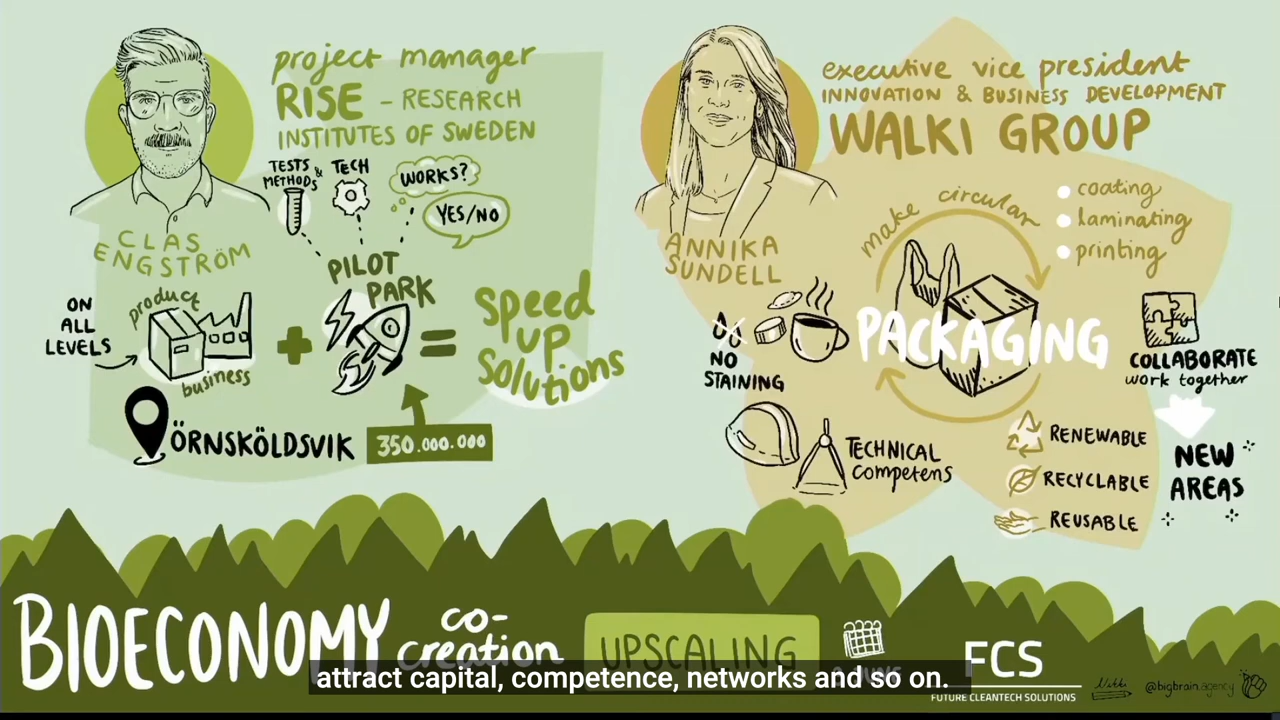 project manager
RISE - RESEARCH
INSTITUTES OF SWEDEN
TESTS &
METHODS
TECH
WORKS?
YES/NO
CLAS
ENGSTRÖM
PILOT
PARK
ON
ALL
LEVELS
product
business
+
=
speed
up
solutions
ÖRNSKÖLDSVIK
350.000.000
executive vice president
INNOVATION & BUSINESS DEVELOPMENT
WALKI GROUP
make circular
coating
laminating
printing
ANNIKA
SUNDELL
NO
STAINING
PACKAGING
COLLABORATE
work together
TECHNICAL
competens
RENEWABLE
RECYCLABLE
REUSABLE
NEW
AREAS
BIOECONOMY
co-
creation
UPSCALING
FCS
FUTURE CLEANTECH SOLUTIONS
@bigbrain.agency
attract capital, competence, networks and so on.